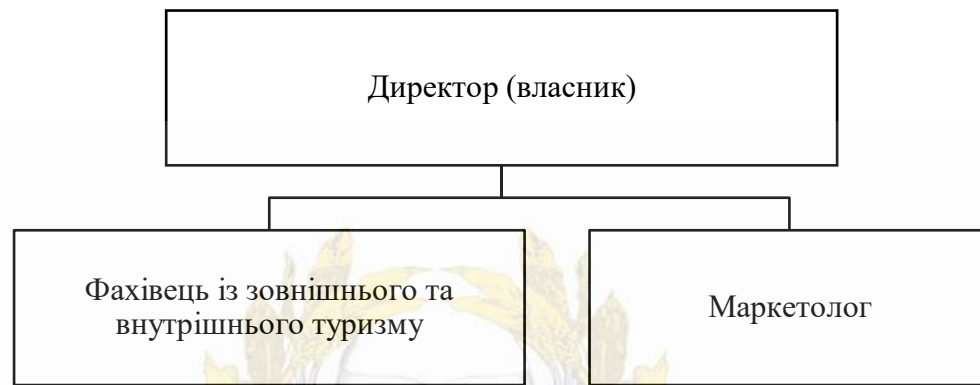 Директор (власник)
Фахівець із зовнішнього та
внутрішнього туризму
Маркетолог